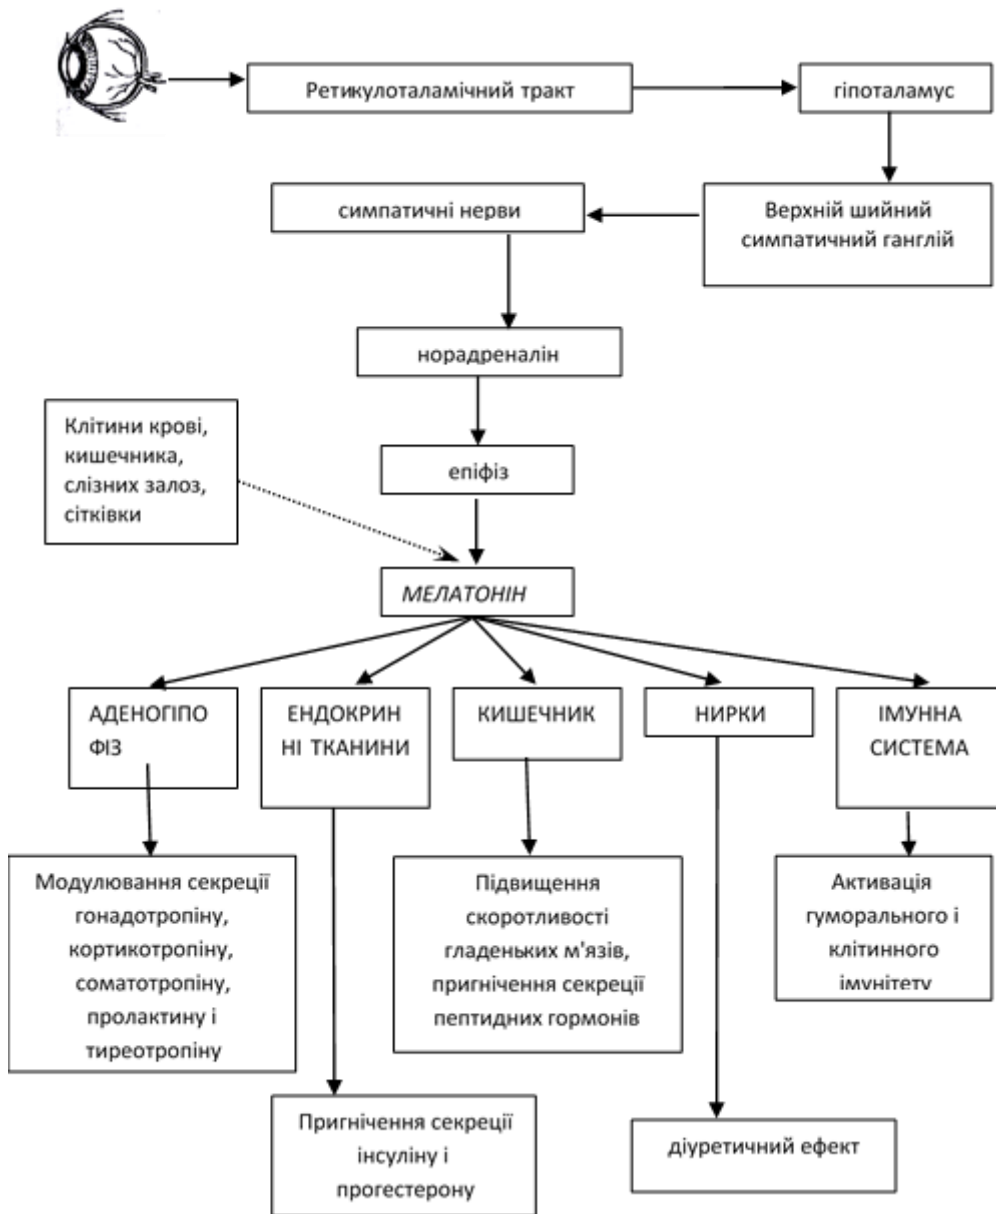 Ретикулоталамічний тракт
гіпоталамус
симпатичні нерви
Верхній шийний
симпатичний ганглій
норадреналін
Клітини крові,
кишечника,
слізних залоз,
сітківки
епіфіз
МЕЛАТОНІН
АДЕНОГІПО
ФІЗ
ЕНДОКРИН
НІ ТКАНИНИ
КИШЕЧНИК
НИРКИ
ІМУННА
СИСТЕМА
Модулювання секреції
гонадотропіну,
кортикотропіну,
соматотропіну,
пролактину і
тиреотропіну
Підвищення
скоротливості
гладеньких м'язів,
пригнічення секреції
пептидних гормонів
Активація
гуморального і
клітинного
імунітету
Пригнічення секреції
інсуліну і
прогестерону
діуретичний ефект